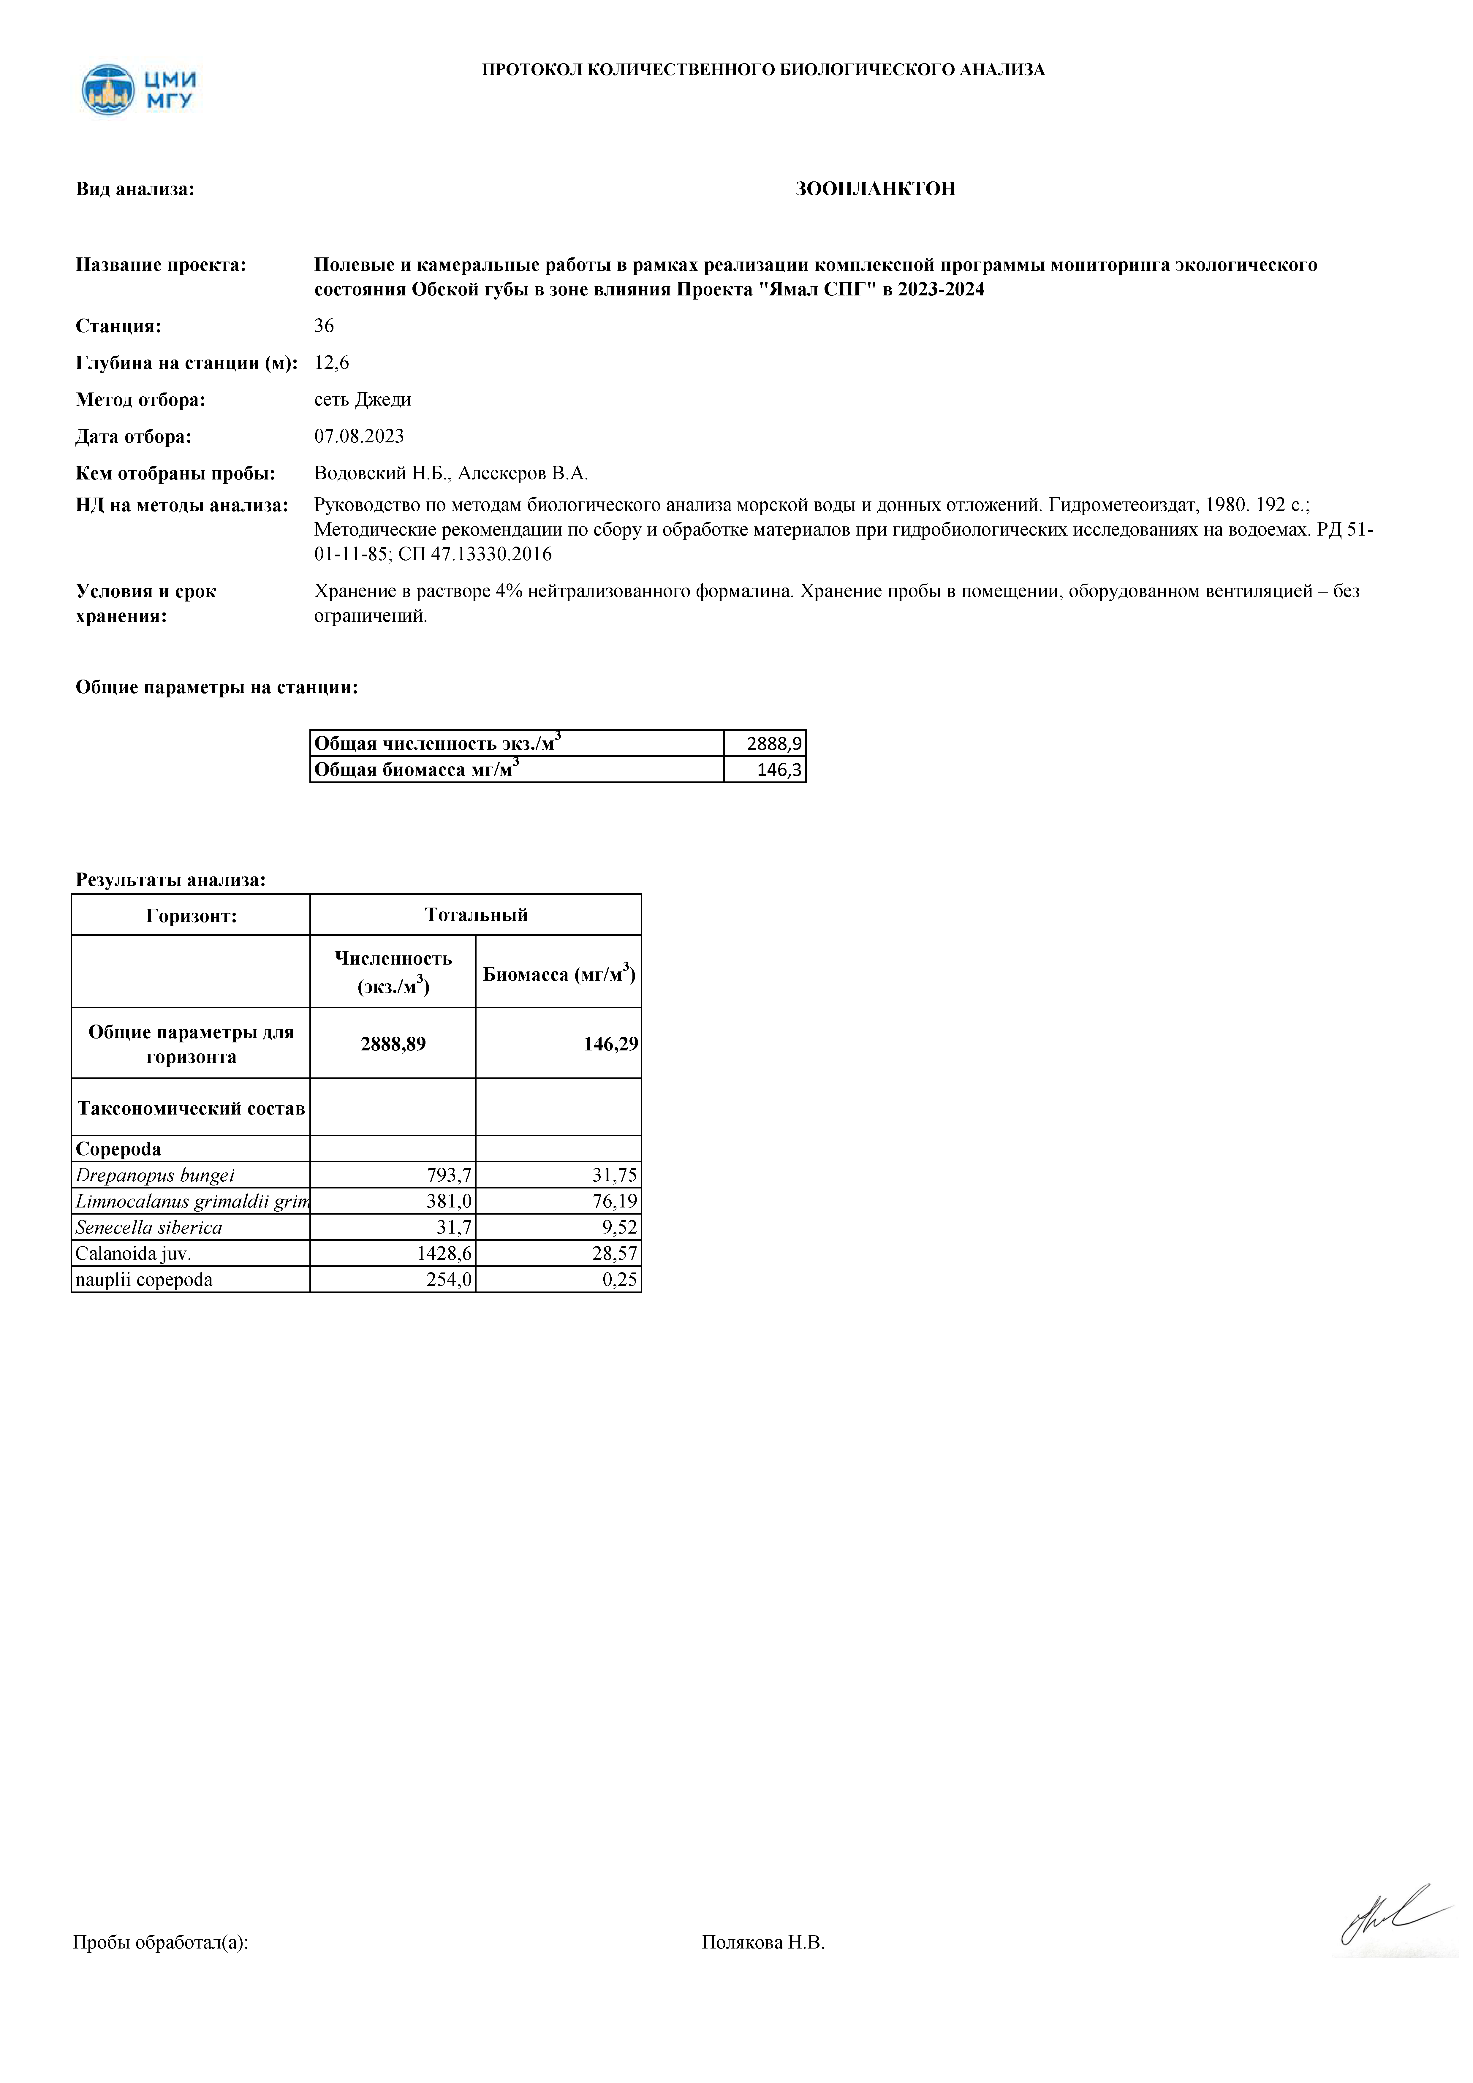 ЦМИ
МГУ
ПРОТОКОЛ КОЛИЧЕСТВЕННОГО БИОЛОГИЧЕСКОГО АНАЛИЗА
Вид анализа: ЗООПЛАНКТОН
Название проекта: Полевые и камеральные работы в рамках реализации комплексной программы мониторинга экологического
состояния Обской губы в зоне влияния Проекта "Ямал СПГ" в 2023-2024
Станция: 36
Глубина на станции (м): 12,6
Метод отбора: сеть Джеди
Дата отбора: 07.08.2023
Кем отобраны пробы: Водовский Н.Б., Алескеров В.А.
НД на методы анализа: Руководство по методам биологического анализа морской воды и донных отложений. Гидрометеоиздат, 1980. 192 с.;
Методические рекомендации по сбору и обработке материалов при гидробиологических исследованиях на водоемах. РД 51-
01-11-85; СП 47.13330.2016
Условия и срок Хранение в растворе 4% нейтрализованного формалина. Хранение пробы в помещении, оборудованном вентиляцией – без
хранения: ограничений.
Общие параметры на станции:
Общая численность экз./м³ 2888,9
Общая биомасса мг/м³ 146,3
Результаты анализа:
Горизонт: Тотальный
Численность
(экз./м³) Биомасса (мг/м³)
Общие параметры для
горизонта 2888,89 146,29
Таксономический состав
Copepoda
Drepanopus bungei 793,7 31,75
Limnocalanus grimaldii grim 381,0 76,19
Senecella siberica 31,7 9,52
Calanoida juv. 1428,6 28,57
nauplii copepoda 254,0 0,25
Пробы обработал(а): Полякова Н.В.